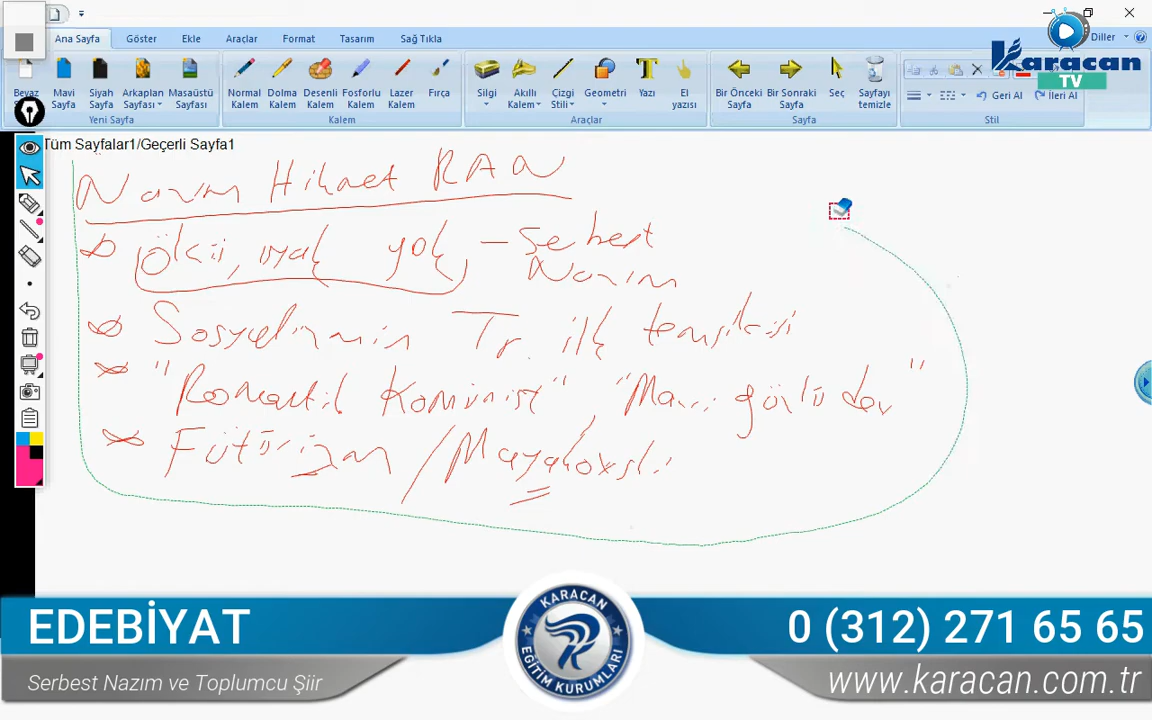 Ana Sayfa Göster Ekle Araçlar Format Tasarım Sağ Tıkla Diller
Beyaz Mavi Sayfa Siyah Sayfa Arkaplan Sayfası Masaüstü Sayfası Normal Kalem Dolma Kalem Desenli Kalem Fosforlu Kalem Lazer Kalem Fırça Silgi Akıllı Kalem Çizgi Stili Geometri Yazı El yazısı Bir Önceki Sayfa Bir Sonraki Sayfa Seç Sayfayı temizle Geri Al İleri Al
Yeni Sayfa Kalem Araçlar Sayfa Stil
Karacan
TV
Tüm Sayfalar1/Geçerli Sayfa1
Nazım Hikmet RAN
Ölçü, uyak yok, – Serbest
Nazım
Sosyalizmin Tr. ilk temsilcisi
"Romantik Komünist", "Mavi gözlü dev"
Fütürizm / Mayakovski
EDEBİYAT
Serbest Nazım ve Toplumcu Şiir
KARACAN
EĞİTİM KURUMLARI
0 (312) 271 65 65
www.karacan.com.tr